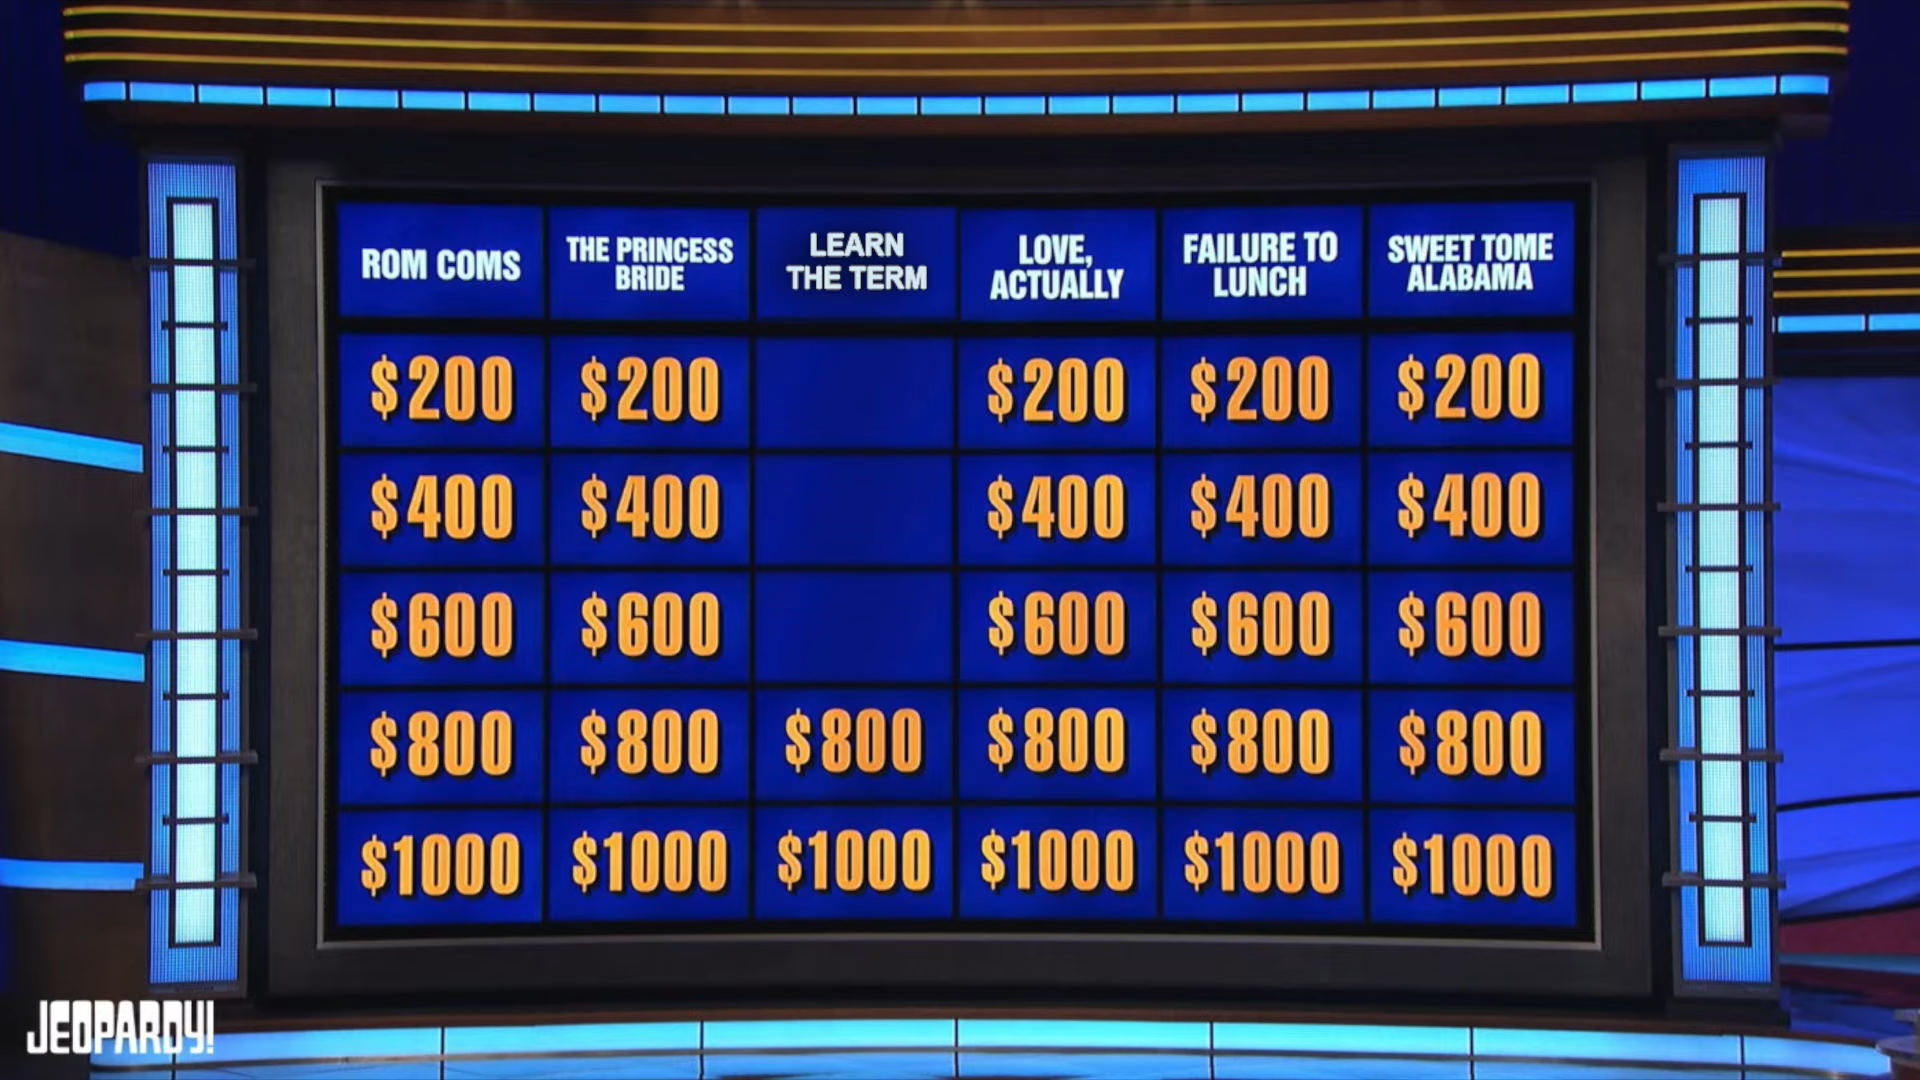 ROM COMS
THE PRINCESS
BRIDE
LEARN
THE TERM
LOVE,
ACTUALLY
FAILURE TO
LUNCH
SWEET TOME
ALABAMA
$200 $200 $200 $200 $200
$400 $400 $400 $400 $400
$600 $600 $600 $600 $600
$800 $800 $800 $800 $800 $800
$1000 $1000 $1000 $1000 $1000 $1000
JEOPARDY!